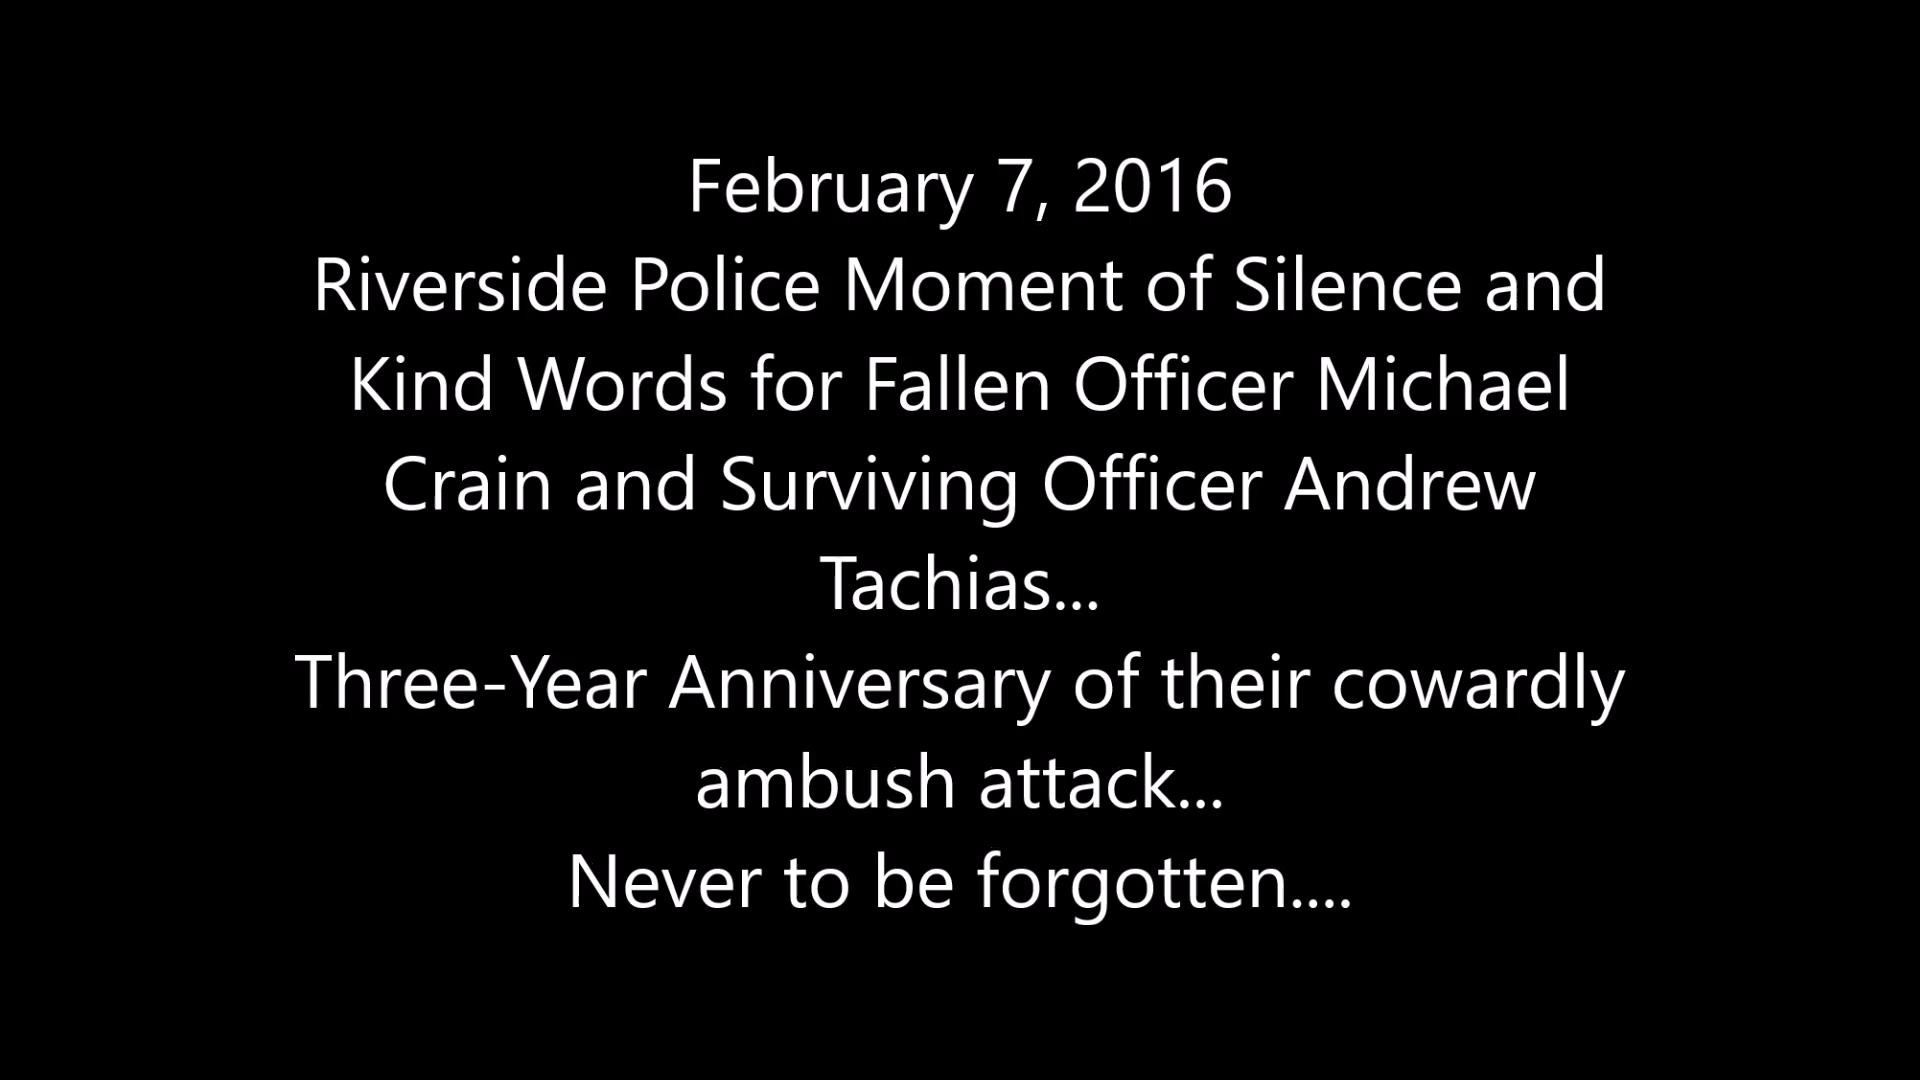 February 7, 2016
Riverside Police Moment of Silence and
Kind Words for Fallen Officer Michael
Crain and Surviving Officer Andrew
Tachias...
Three-Year Anniversary of their cowardly
ambush attack...
Never to be forgotten....